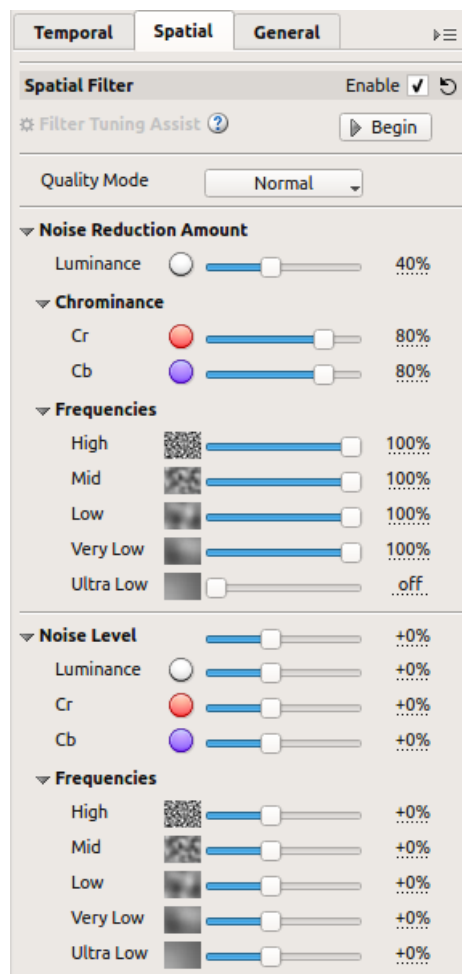 Temporal Spatial General
Spatial Filter Enable
Filter Tuning Assist ? Begin
Quality Mode Normal
Noise Reduction Amount
Luminance 40%
Chrominance
Cr 80%
Cb 80%
Frequencies
High 100%
Mid 100%
Low 100%
Very Low 100%
Ultra Low off
Noise Level +0%
Luminance +0%
Cr +0%
Cb +0%
Frequencies
High +0%
Mid +0%
Low +0%
Very Low +0%
Ultra Low +0%